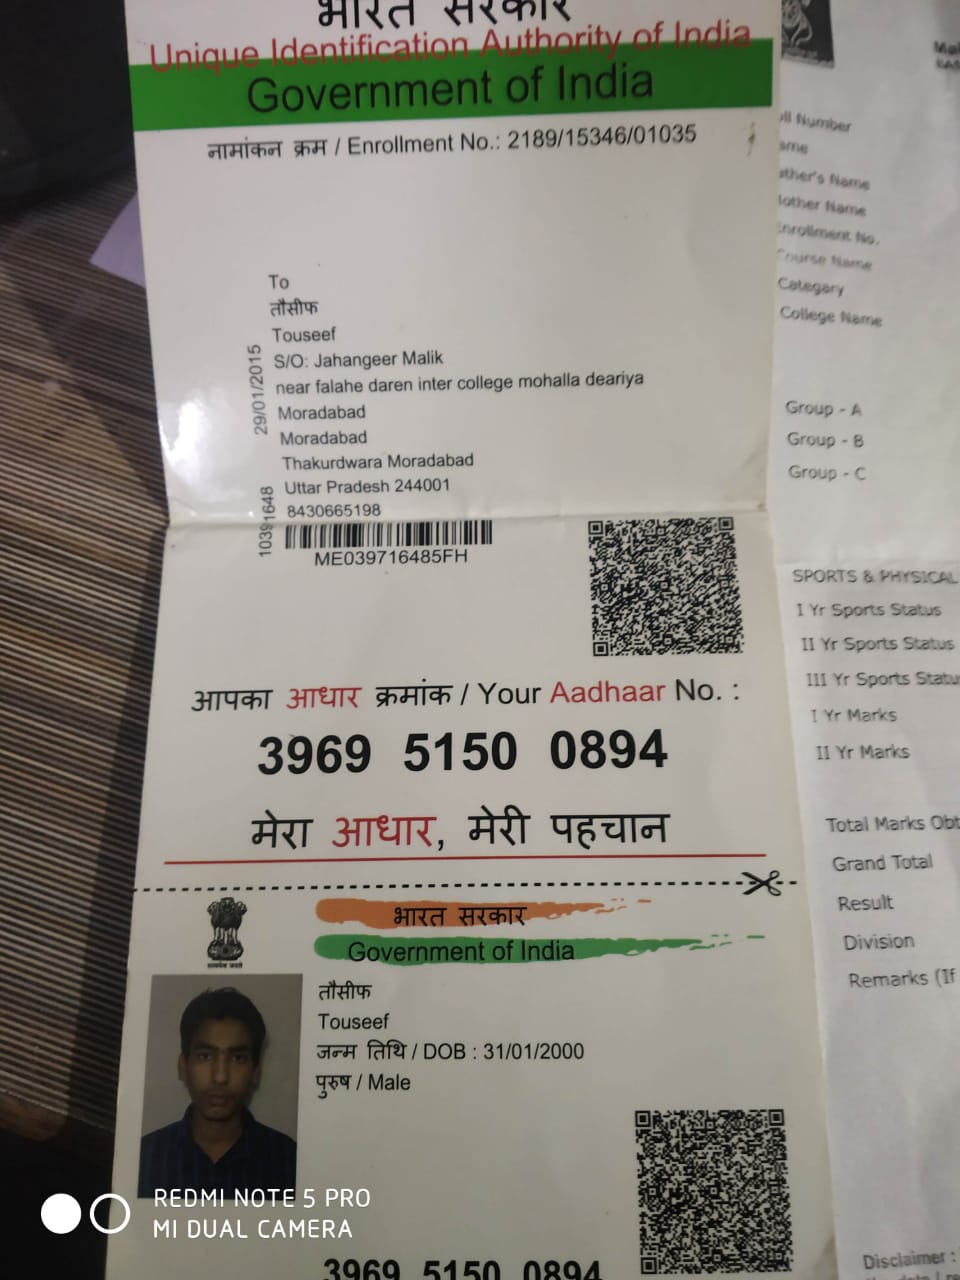 भारत सरकार
Unique Identification Authority of India
Government of India
नामांकन क्रम / Enrollment No.: 2189/15346/01035
To
तौसीफ
Touseef
S/O: Jahangeer Malik
near falahe daren inter college mohalla deariya
Moradabad
Moradabad
Thakurdwara Moradabad
Uttar Pradesh 244001
8430665198
29/01/2015
10391648
ME039716485FH
आपका आधार क्रमांक / Your Aadhaar No. :
3969 5150 0894
मेरा आधार, मेरी पहचान
भारत सरकार
Government of India
तौसीफ
Touseef
जन्म तिथि / DOB : 31/01/2000
पुरुष / Male
3969 5150 0894
Number
Father's Name
Mother Name
Enrollment No.
Course Name
Category
College Name
Group - A
Group - B
Group - C
SPORTS & PHYSICAL
I Yr Sports Status
II Yr Sports Status
III Yr Sports Statu
I Yr Marks
II Yr Marks
Total Marks Obt
Grand Total
Result
Division
Remarks (If
Disclaimer :
REDMI NOTE 5 PRO
MI DUAL CAMERA